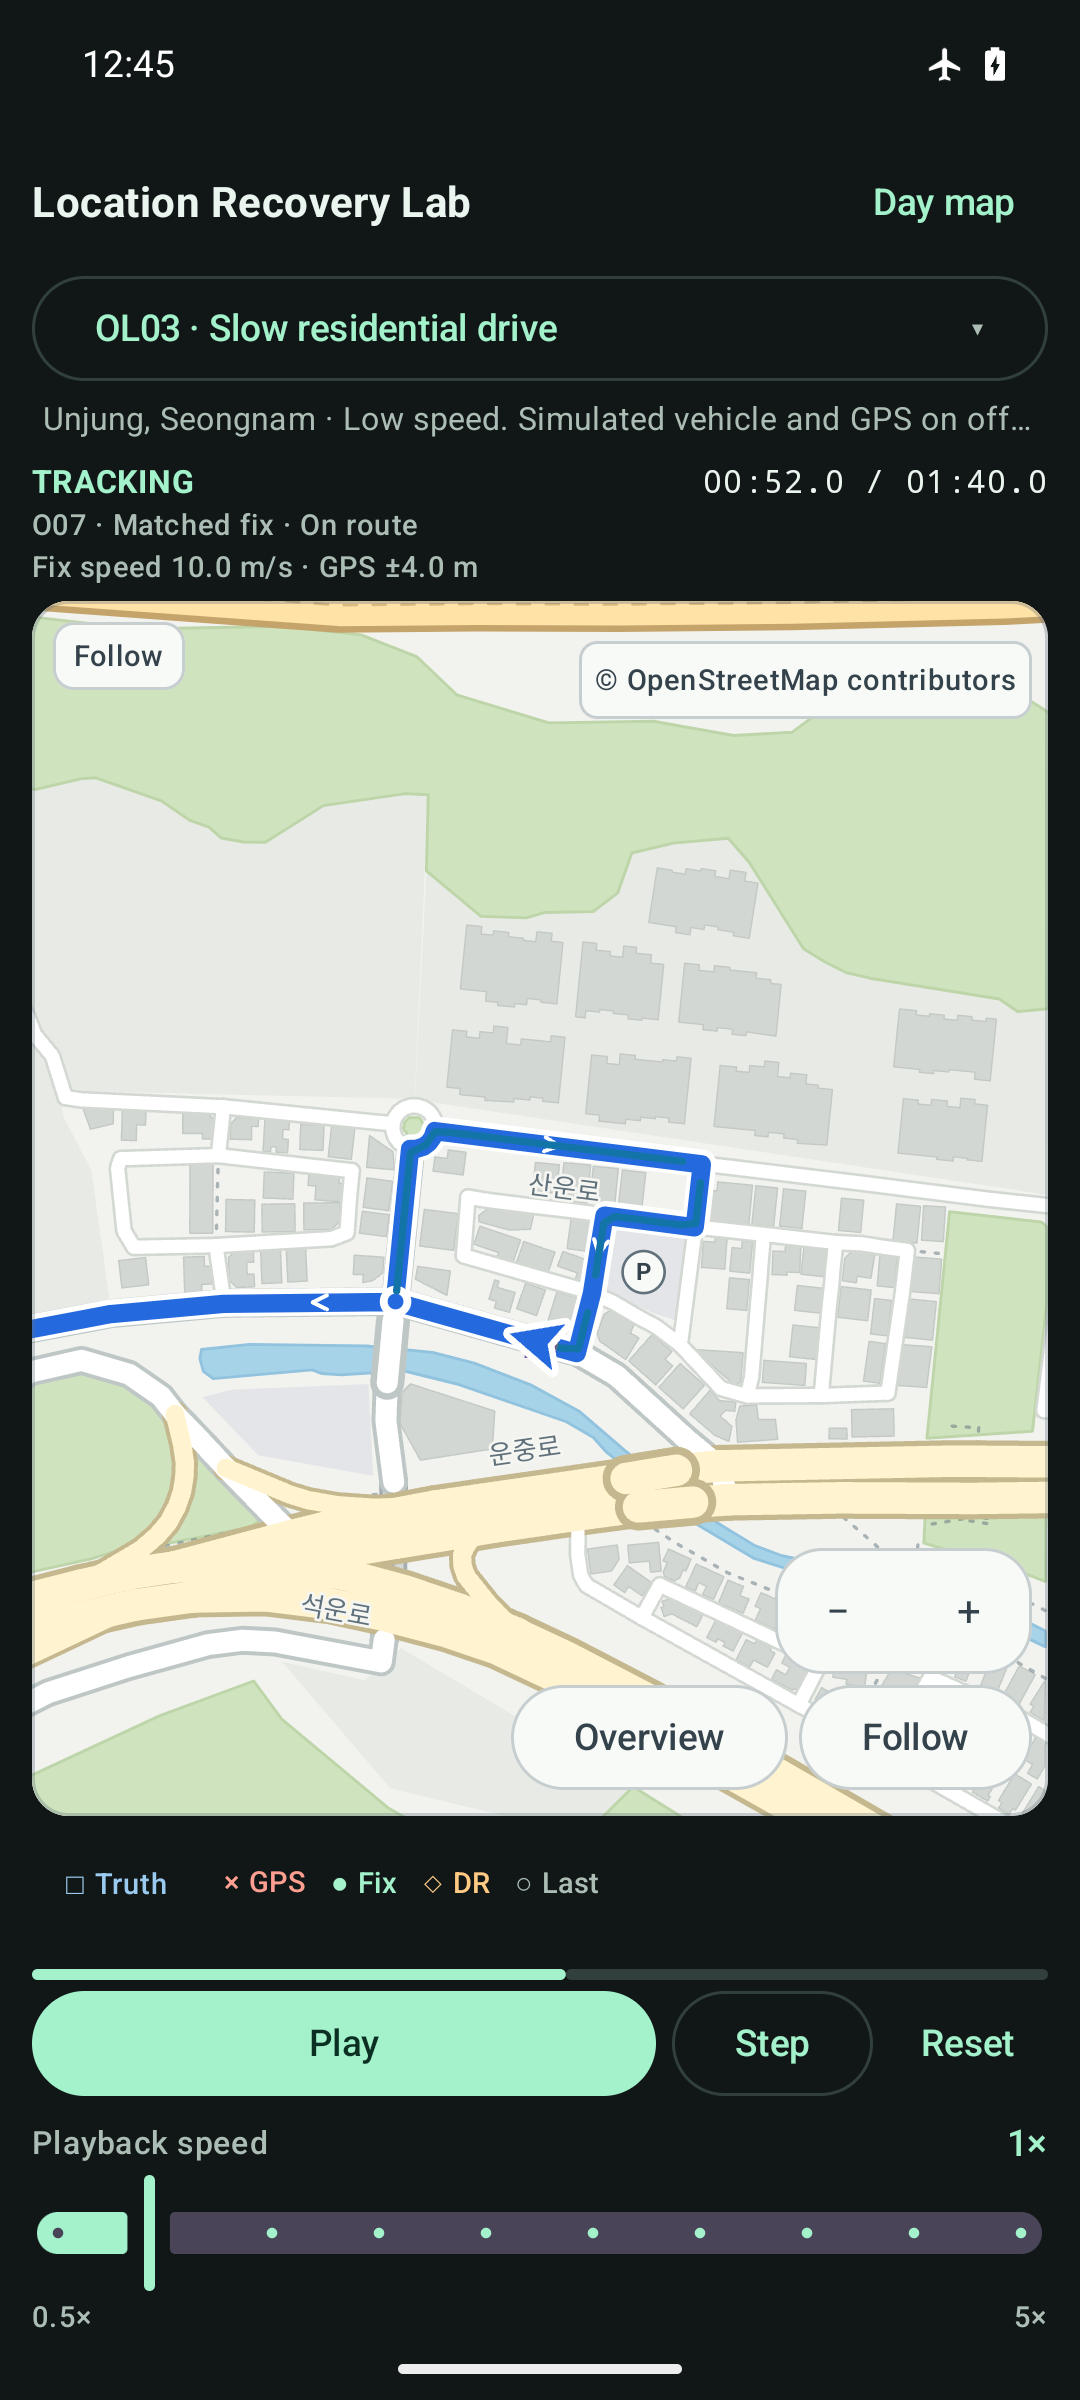 12:45
Location Recovery Lab
Day map
OL03 · Slow residential drive
Unjung, Seongnam · Low speed. Simulated vehicle and GPS on off…
TRACKING
00:52.0 / 01:40.0
O07 · Matched fix · On route
Fix speed 10.0 m/s · GPS ±4.0 m
Follow
© OpenStreetMap contributors
산운로
P
운중로
석운로
− +
Overview
Follow
□ Truth × GPS ● Fix ◇ DR ○ Last
Play
Step
Reset
Playback speed
1×
0.5×
5×